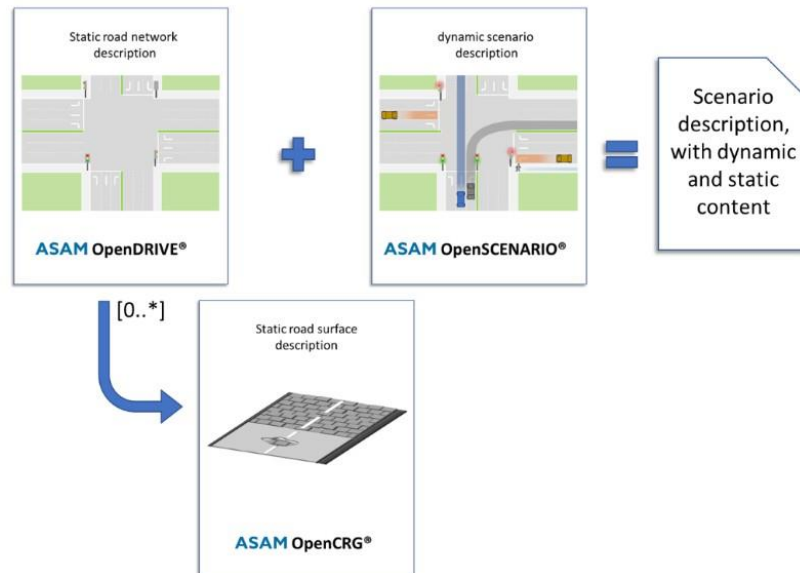 Static road network
description
ASAM OpenDRIVE®
dynamic scenario
description
ASAM OpenSCENARIO®
Scenario
description,
with dynamic
and static
content
[0..*]
Static road surface
description
ASAM OpenCRG®